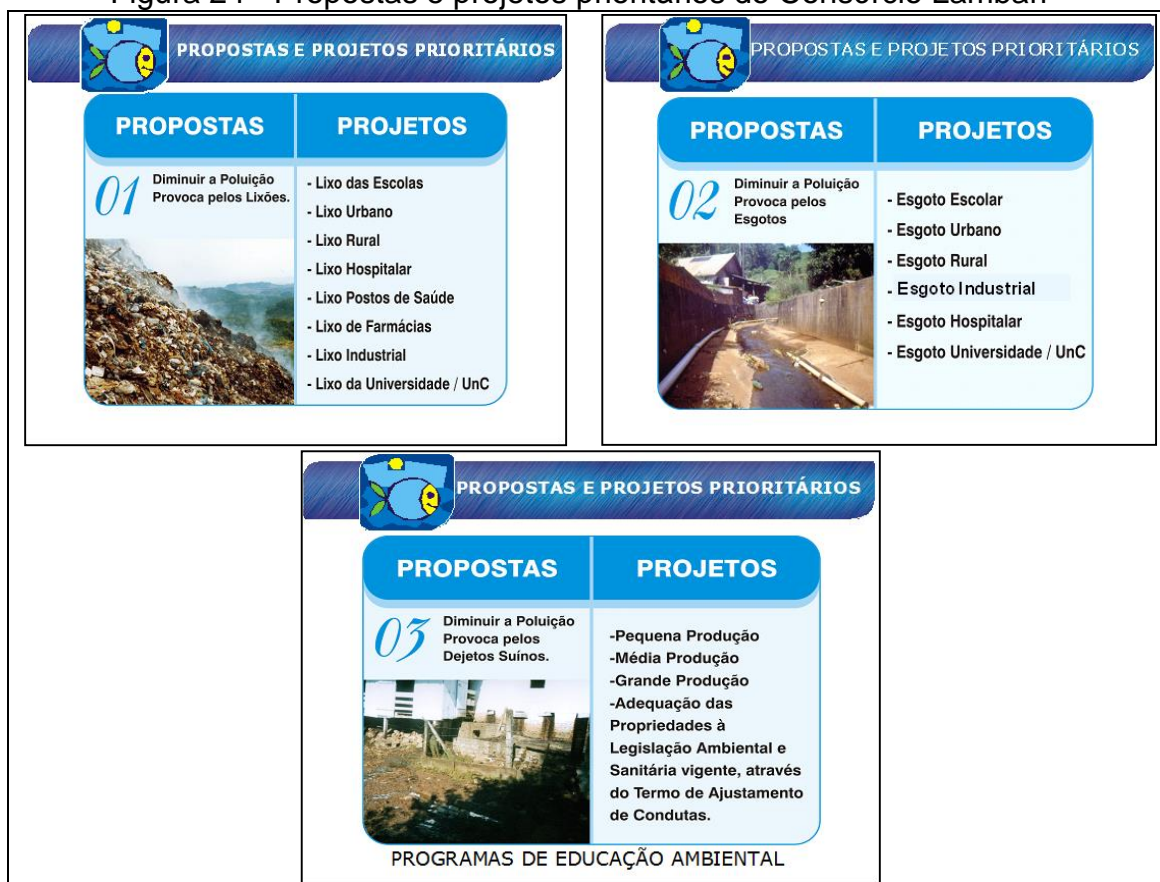 Figura 24 - Propostas e projetos prioritários do Consórcio Lambari
PROPOSTAS E PROJETOS PRIORITÁRIOS
PROPOSTAS PROJETOS
01 Diminuir a Poluição
Provoca pelos Lixões.
- Lixo das Escolas
- Lixo Urbano
- Lixo Rural
- Lixo Hospitalar
- Lixo Postos de Saúde
- Lixo de Farmácias
- Lixo Industrial
- Lixo da Universidade / UnC
PROPOSTAS E PROJETOS PRIORITÁRIOS
PROPOSTAS PROJETOS
02 Diminuir a Poluição
Provoca pelos
Esgotos
- Esgoto Escolar
- Esgoto Urbano
- Esgoto Rural
- Esgoto Industrial
- Esgoto Hospitalar
- Esgoto Universidade / UnC
PROPOSTAS E PROJETOS PRIORITÁRIOS
PROPOSTAS PROJETOS
03 Diminuir a Poluição
Provoca pelos
Dejetos Suínos.
-Pequena Produção
-Média Produção
-Grande Produção
-Adequação das
Propriedades à
Legislação Ambiental e
Sanitária vigente, através
do Termo de Ajustamento
de Condutas.
PROGRAMAS DE EDUCAÇÃO AMBIENTAL